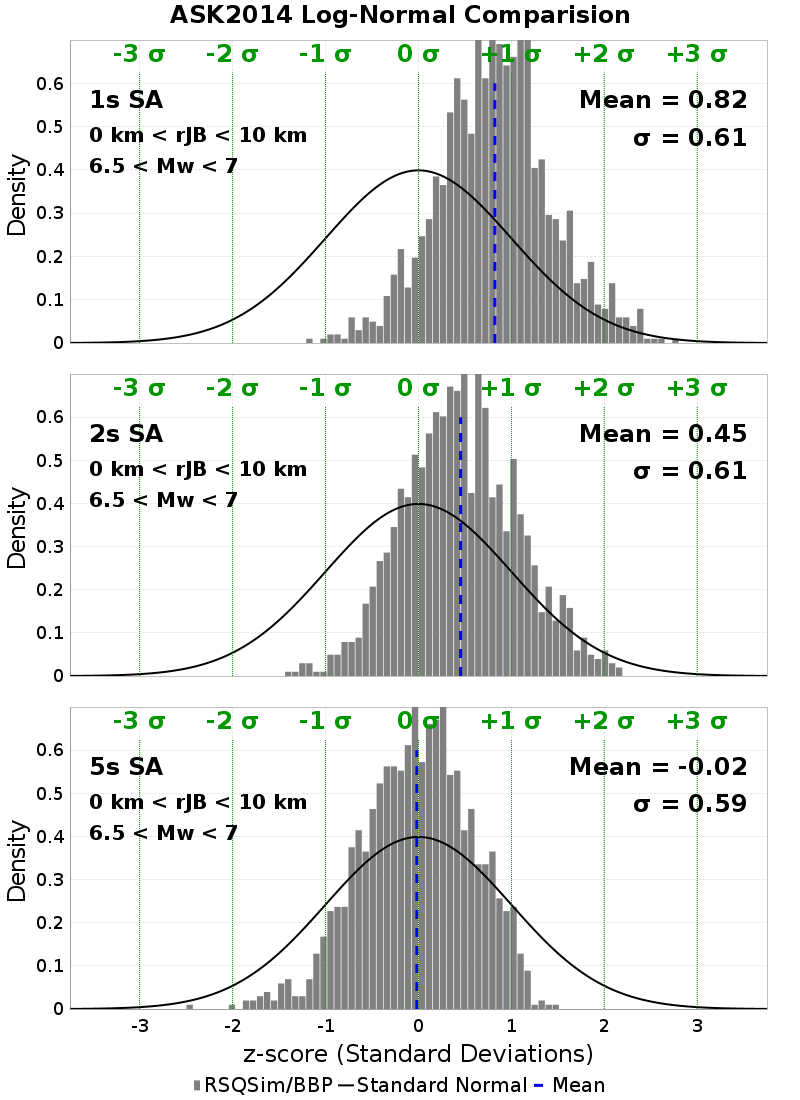 ASK2014 Log-Normal Comparision
-3 σ -2 σ -1 σ 0 σ +1 σ +2 σ +3 σ
1s SA
0 km < rJB < 10 km
6.5 < Mw < 7
Mean = 0.82
σ = 0.61
Density
0.6
0.5
0.4
0.3
0.2
0.1
0
-3 σ -2 σ -1 σ 0 σ +1 σ +2 σ +3 σ
2s SA
0 km < rJB < 10 km
6.5 < Mw < 7
Mean = 0.45
σ = 0.61
Density
0.6
0.5
0.4
0.3
0.2
0.1
0
-3 σ -2 σ -1 σ 0 σ +1 σ +2 σ +3 σ
5s SA
0 km < rJB < 10 km
6.5 < Mw < 7
Mean = -0.02
σ = 0.59
Density
0.6
0.5
0.4
0.3
0.2
0.1
0
-3 -2 -1 0 1 2 3
z-score (Standard Deviations)
RSQSim/BBP Standard Normal Mean